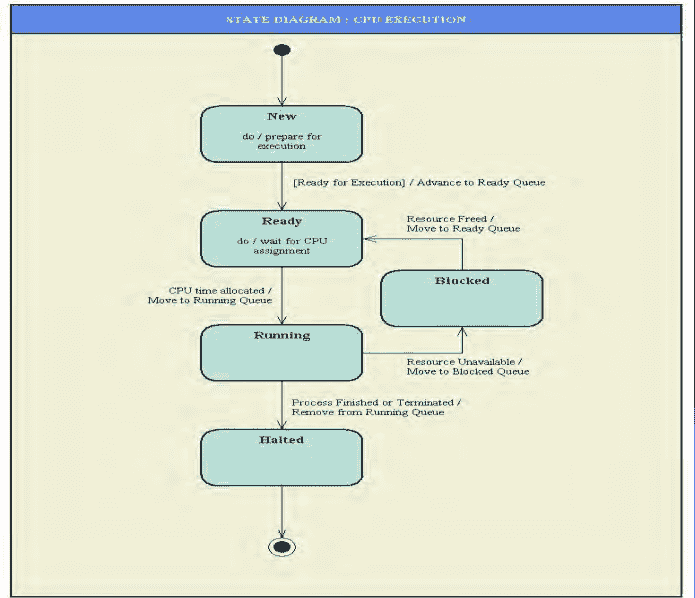 STATE DIAGRAM : CPU EXECUTION
New
do / prepare for
execution
[Ready for Execution] / Advance to Ready Queue
Ready
do / wait for CPU
assignment
Resource Freed /
Move to Ready Queue
Blocked
CPU time allocated /
Move to Running Queue
Running
Resource Unavailable /
Move to Blocked Queue
Process Finished or Terminated /
Remove from Running Queue
Halted